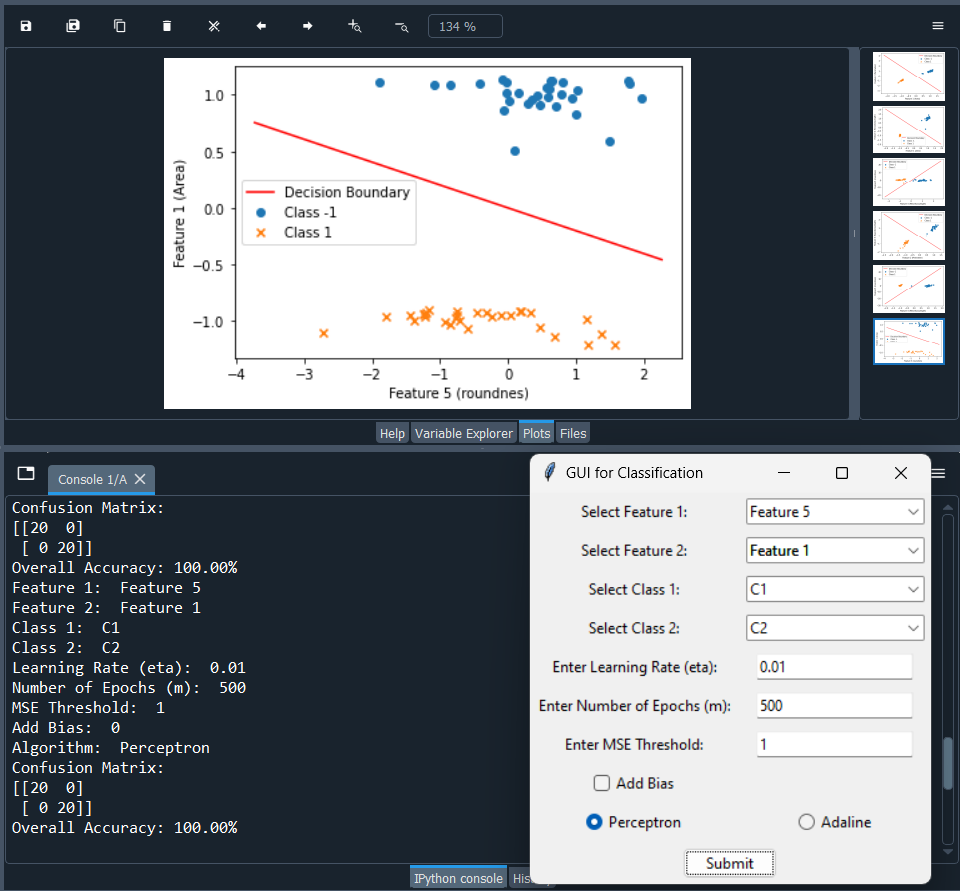 134 %
1.0
0.5
0.0
−0.5
−1.0
Feature 1 (Area)
Decision Boundary
Class -1
Class 1
−4 −3 −2 −1 0 1 2
Feature 5 (roundnes)
Help Variable Explorer Plots Files
Console 1/A
Confusion Matrix:
[[20  0]
 [ 0 20]]
Overall Accuracy: 100.00%
Feature 1:  Feature 5
Feature 2:  Feature 1
Class 1:  C1
Class 2:  C2
Learning Rate (eta):  0.01
Number of Epochs (m):  500
MSE Threshold:  1
Add Bias:  0
Algorithm:  Perceptron
Confusion Matrix:
[[20  0]
 [ 0 20]]
Overall Accuracy: 100.00%
IPython console
GUI for Classification
Select Feature 1: Feature 5
Select Feature 2: Feature 1
Select Class 1: C1
Select Class 2: C2
Enter Learning Rate (eta): 0.01
Enter Number of Epochs (m): 500
Enter MSE Threshold: 1
Add Bias
Perceptron Adaline
Submit